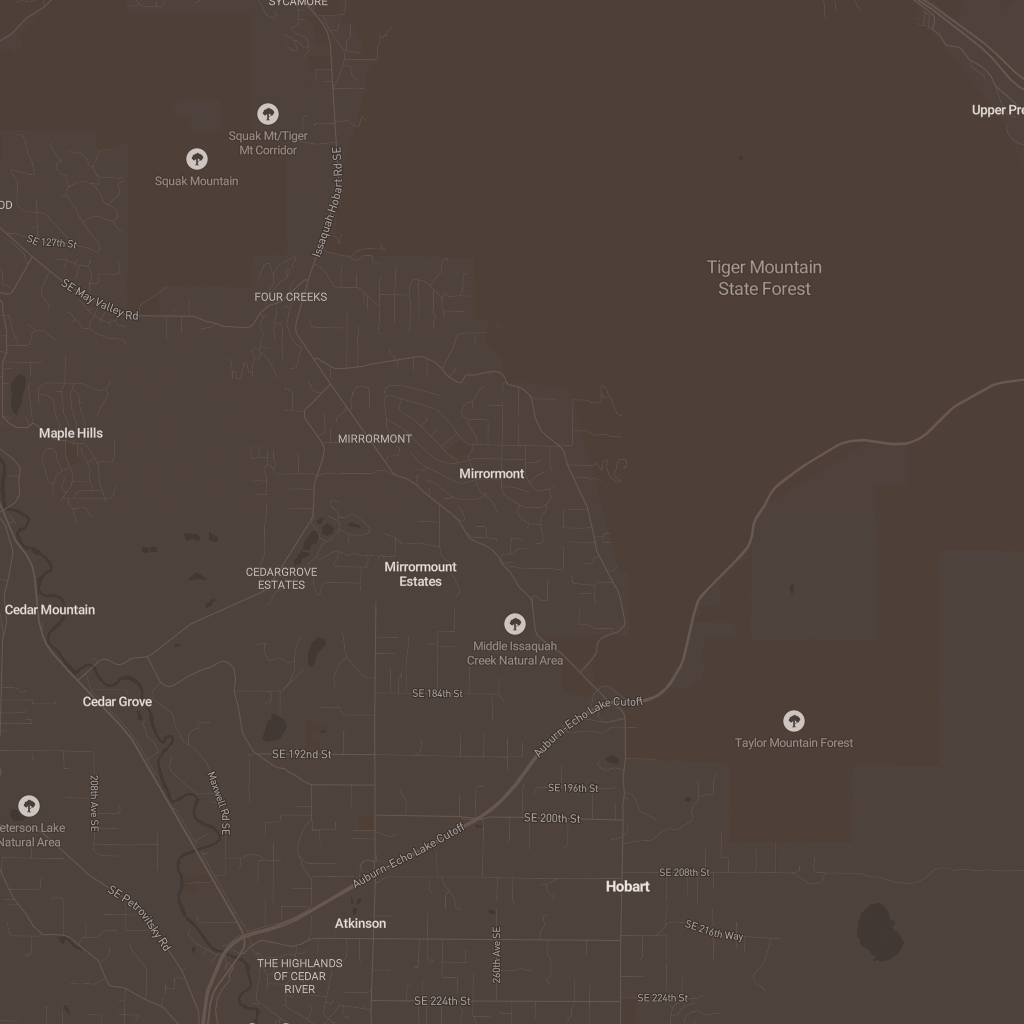 SYCAMORE
Upper Pre
Squak Mt/Tiger
Mt Corridor
Squak Mountain
Issaquah Hobart Rd SE
OD
SE 127th St
Tiger Mountain
State Forest
SE May Valley Rd
FOUR CREEKS
Maple Hills
MIRRORMONT
Mirrormont
Mirrormount
Estates
CEDARGROVE
ESTATES
Cedar Mountain
Middle Issaquah
Creek Natural Area
SE 184th St
Cedar Grove
Auburn-Echo Lake Cutoff
Taylor Mountain Forest
SE 192nd St
SE 196th St
208th Ave SE
Maxwell Rd SE
SE 200th St
eterson Lake
Natural Area
Auburn-Echo Lake Cutoff
SE 208th St
Hobart
SE Petrovitsky Rd
Atkinson
SE 216th Way
260th Ave SE
THE HIGHLANDS
OF CEDAR
RIVER
SE 224th St
SE 224th St